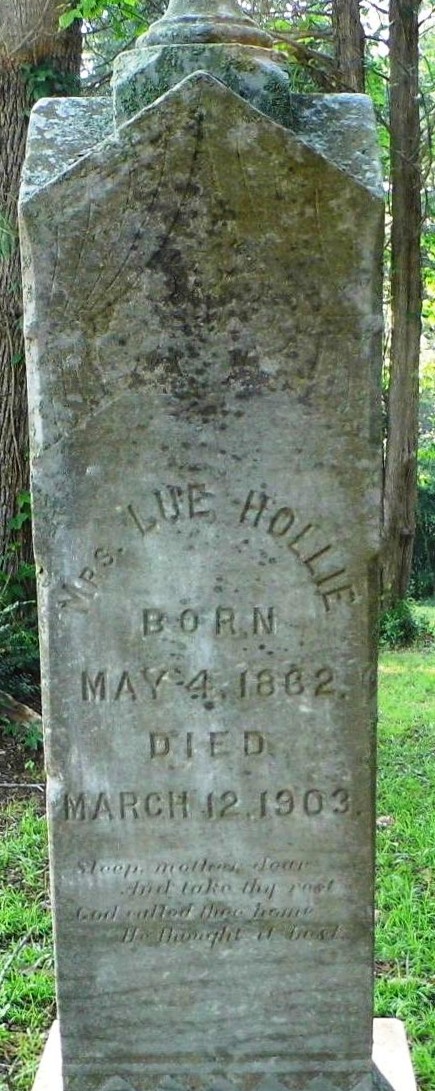 Mrs. LUE HOLLIE
BORN
MAY 4, 1862.
DIED
MARCH 12, 1903.
Sleep, mother, dear
And take thy rest
God called thee home
He thought it best.